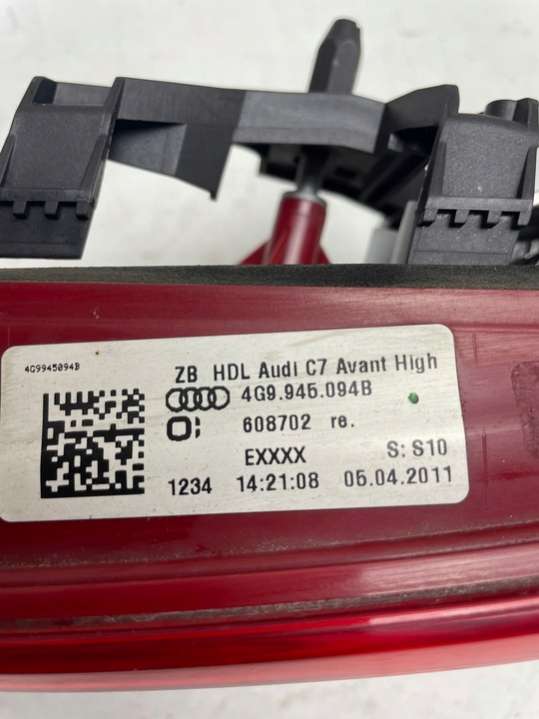 4G9945094B
ZB HDL Audi C7 Avant High
4G9.945.094B
608702 re.
EXXXX S: S10
1234 14:21:08 05.04.2011